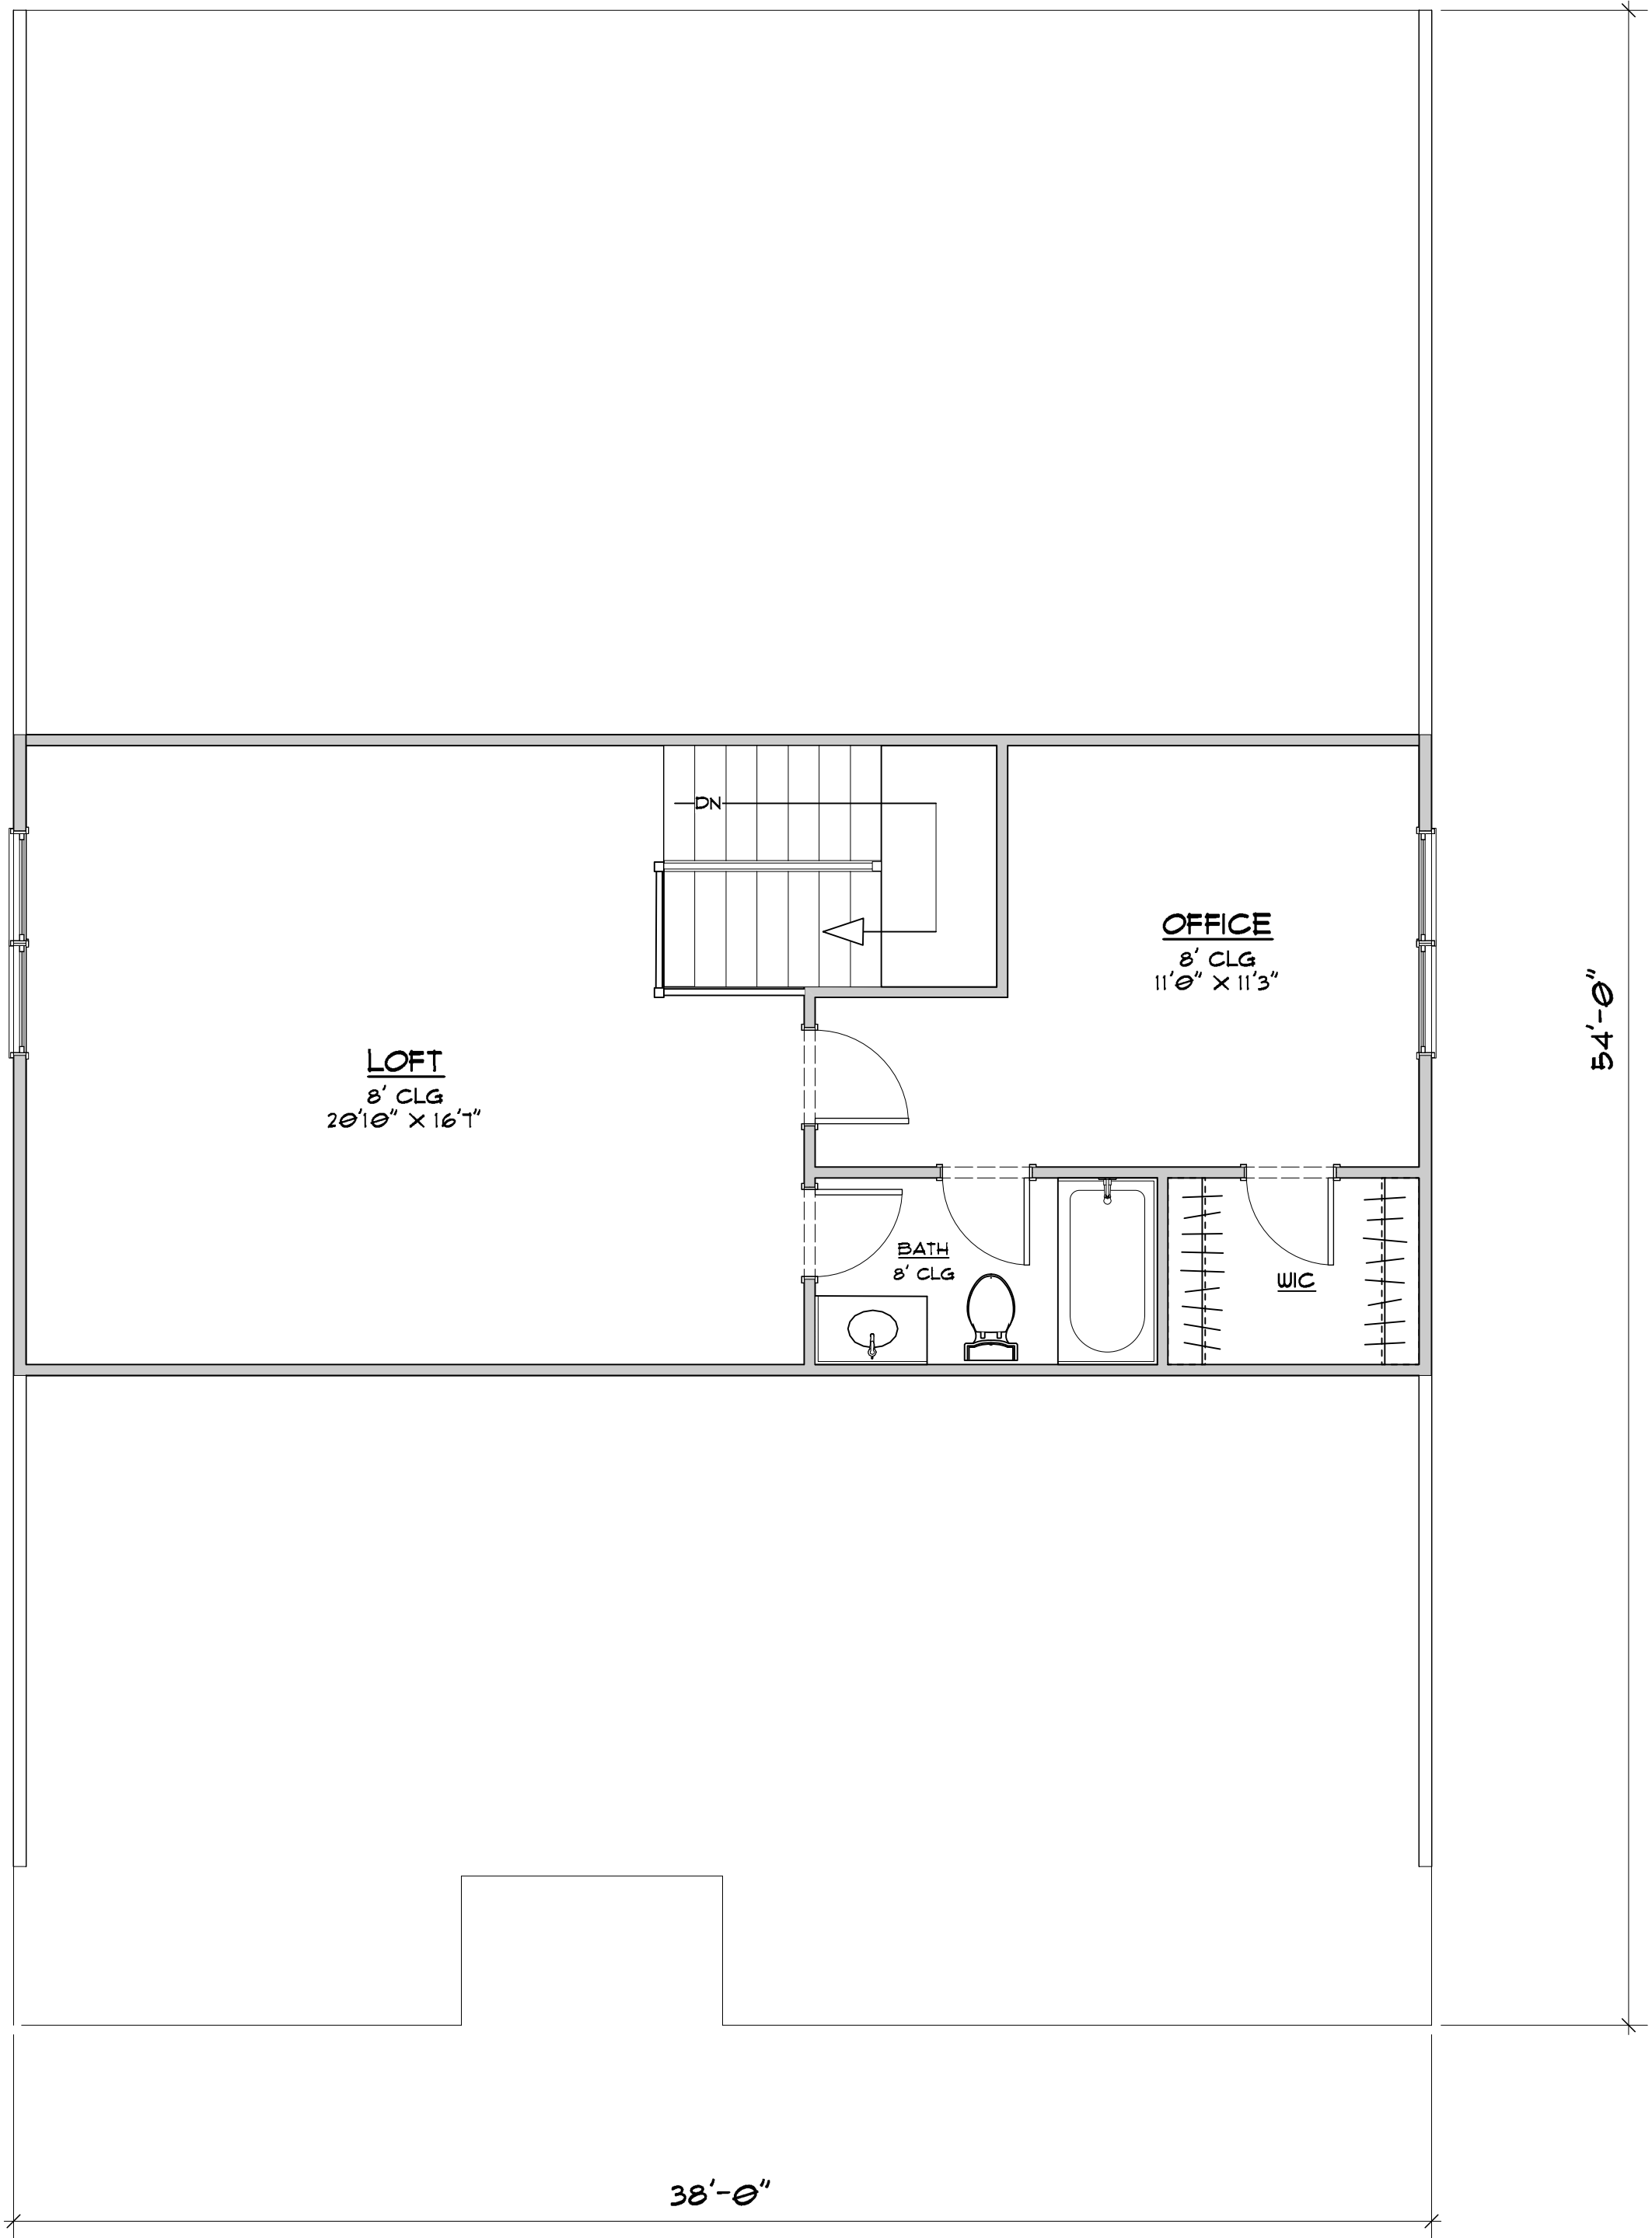 DN
OFFICE
8' CLG
11'0" X 11'3"
54'-0"
LOFT
8' CLG
20'10" X 16'7"
BATH
8' CLG
WIC
38'-0"